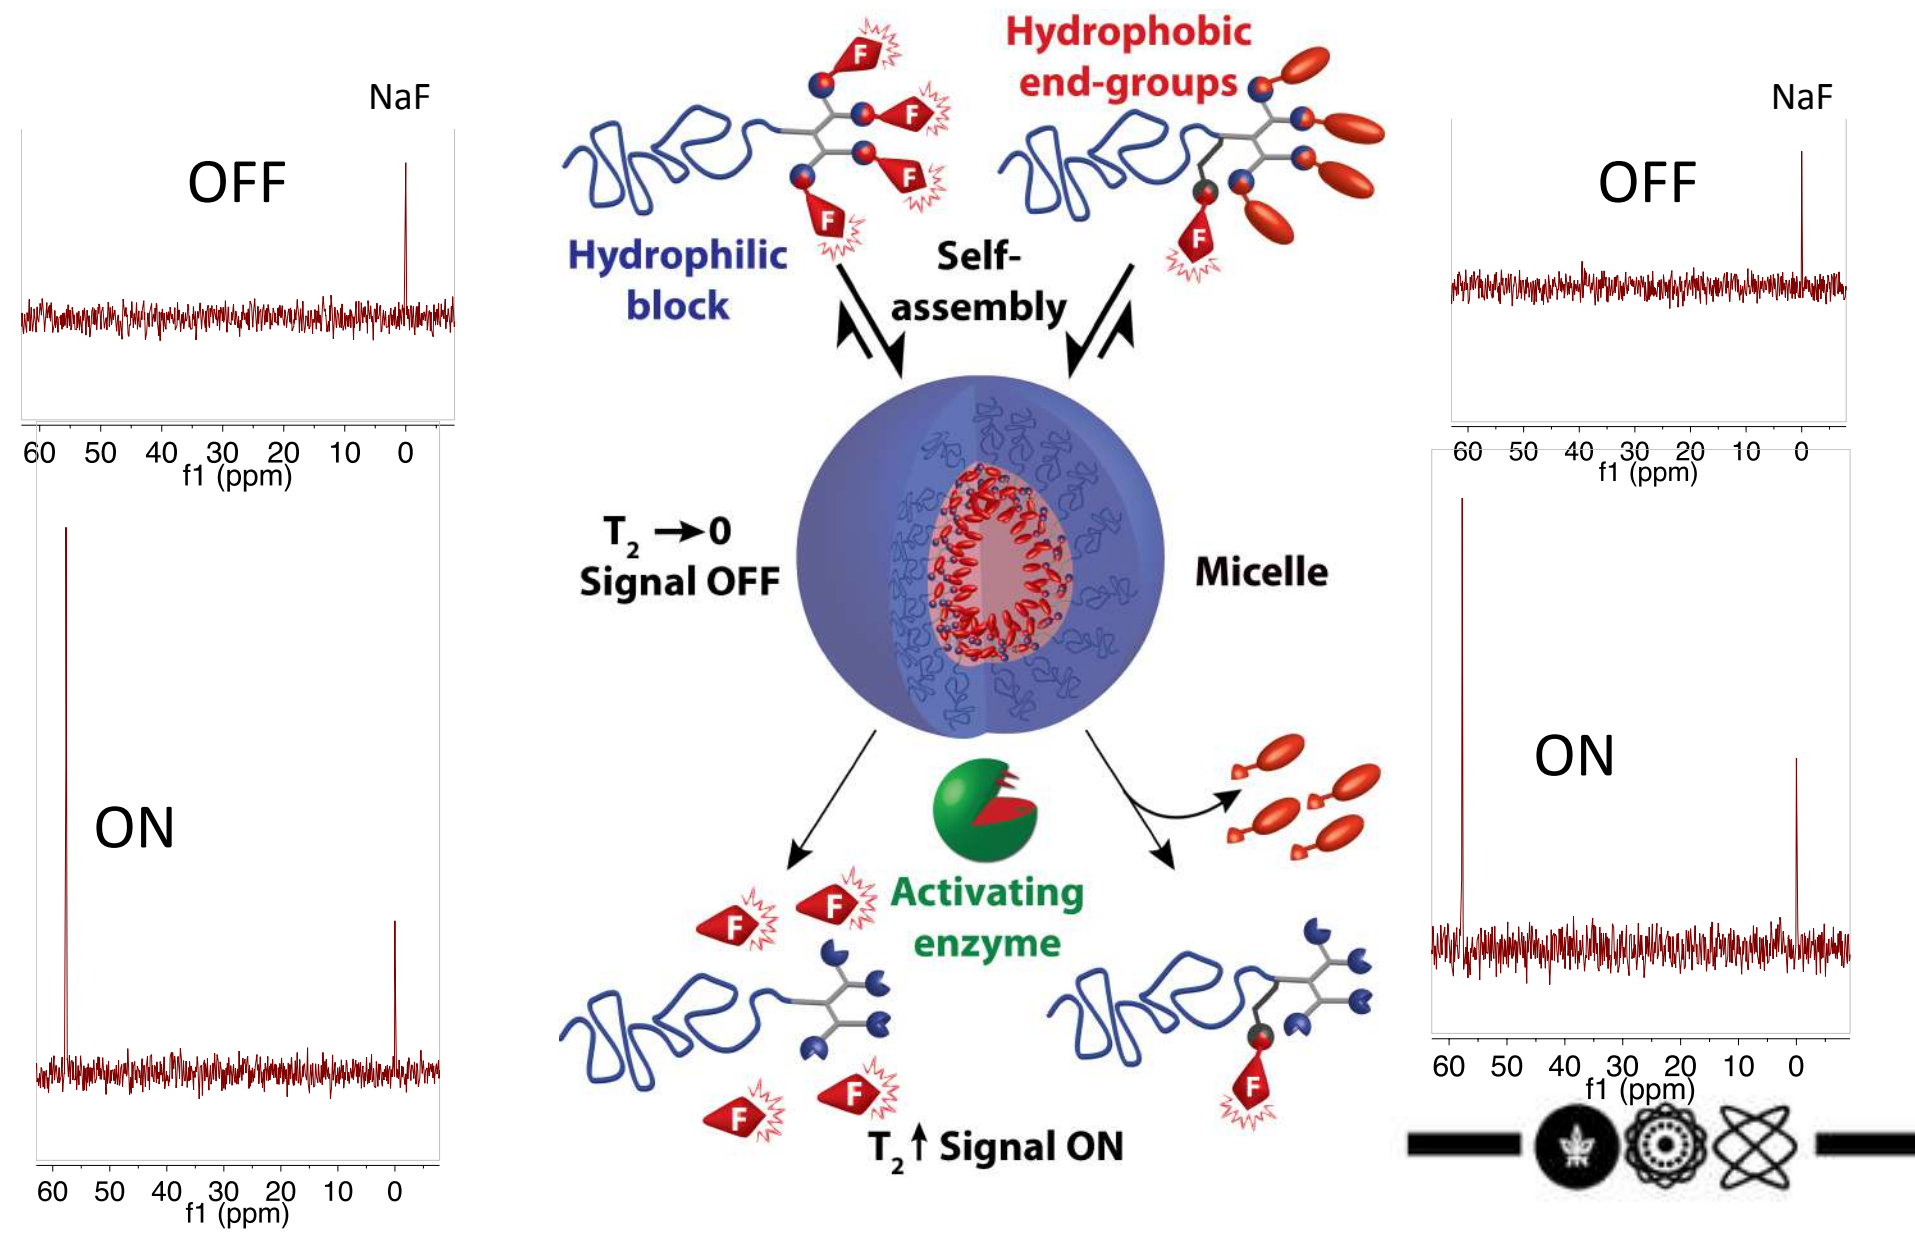 NaF
OFF
60 50 40 30 20 10 0
f1 (ppm)
ON
60 50 40 30 20 10 0
f1 (ppm)
F
F
F
F
Hydrophilic
block
Hydrophobic
end-groups
F
Self-
assembly
T2 → 0
Signal OFF
Micelle
Activating
enzyme
F
F
F
F
F
T2 ↑ Signal ON
NaF
OFF
60 50 40 30 20 10 0
f1 (ppm)
ON
60 50 40 30 20 10 0
f1 (ppm)